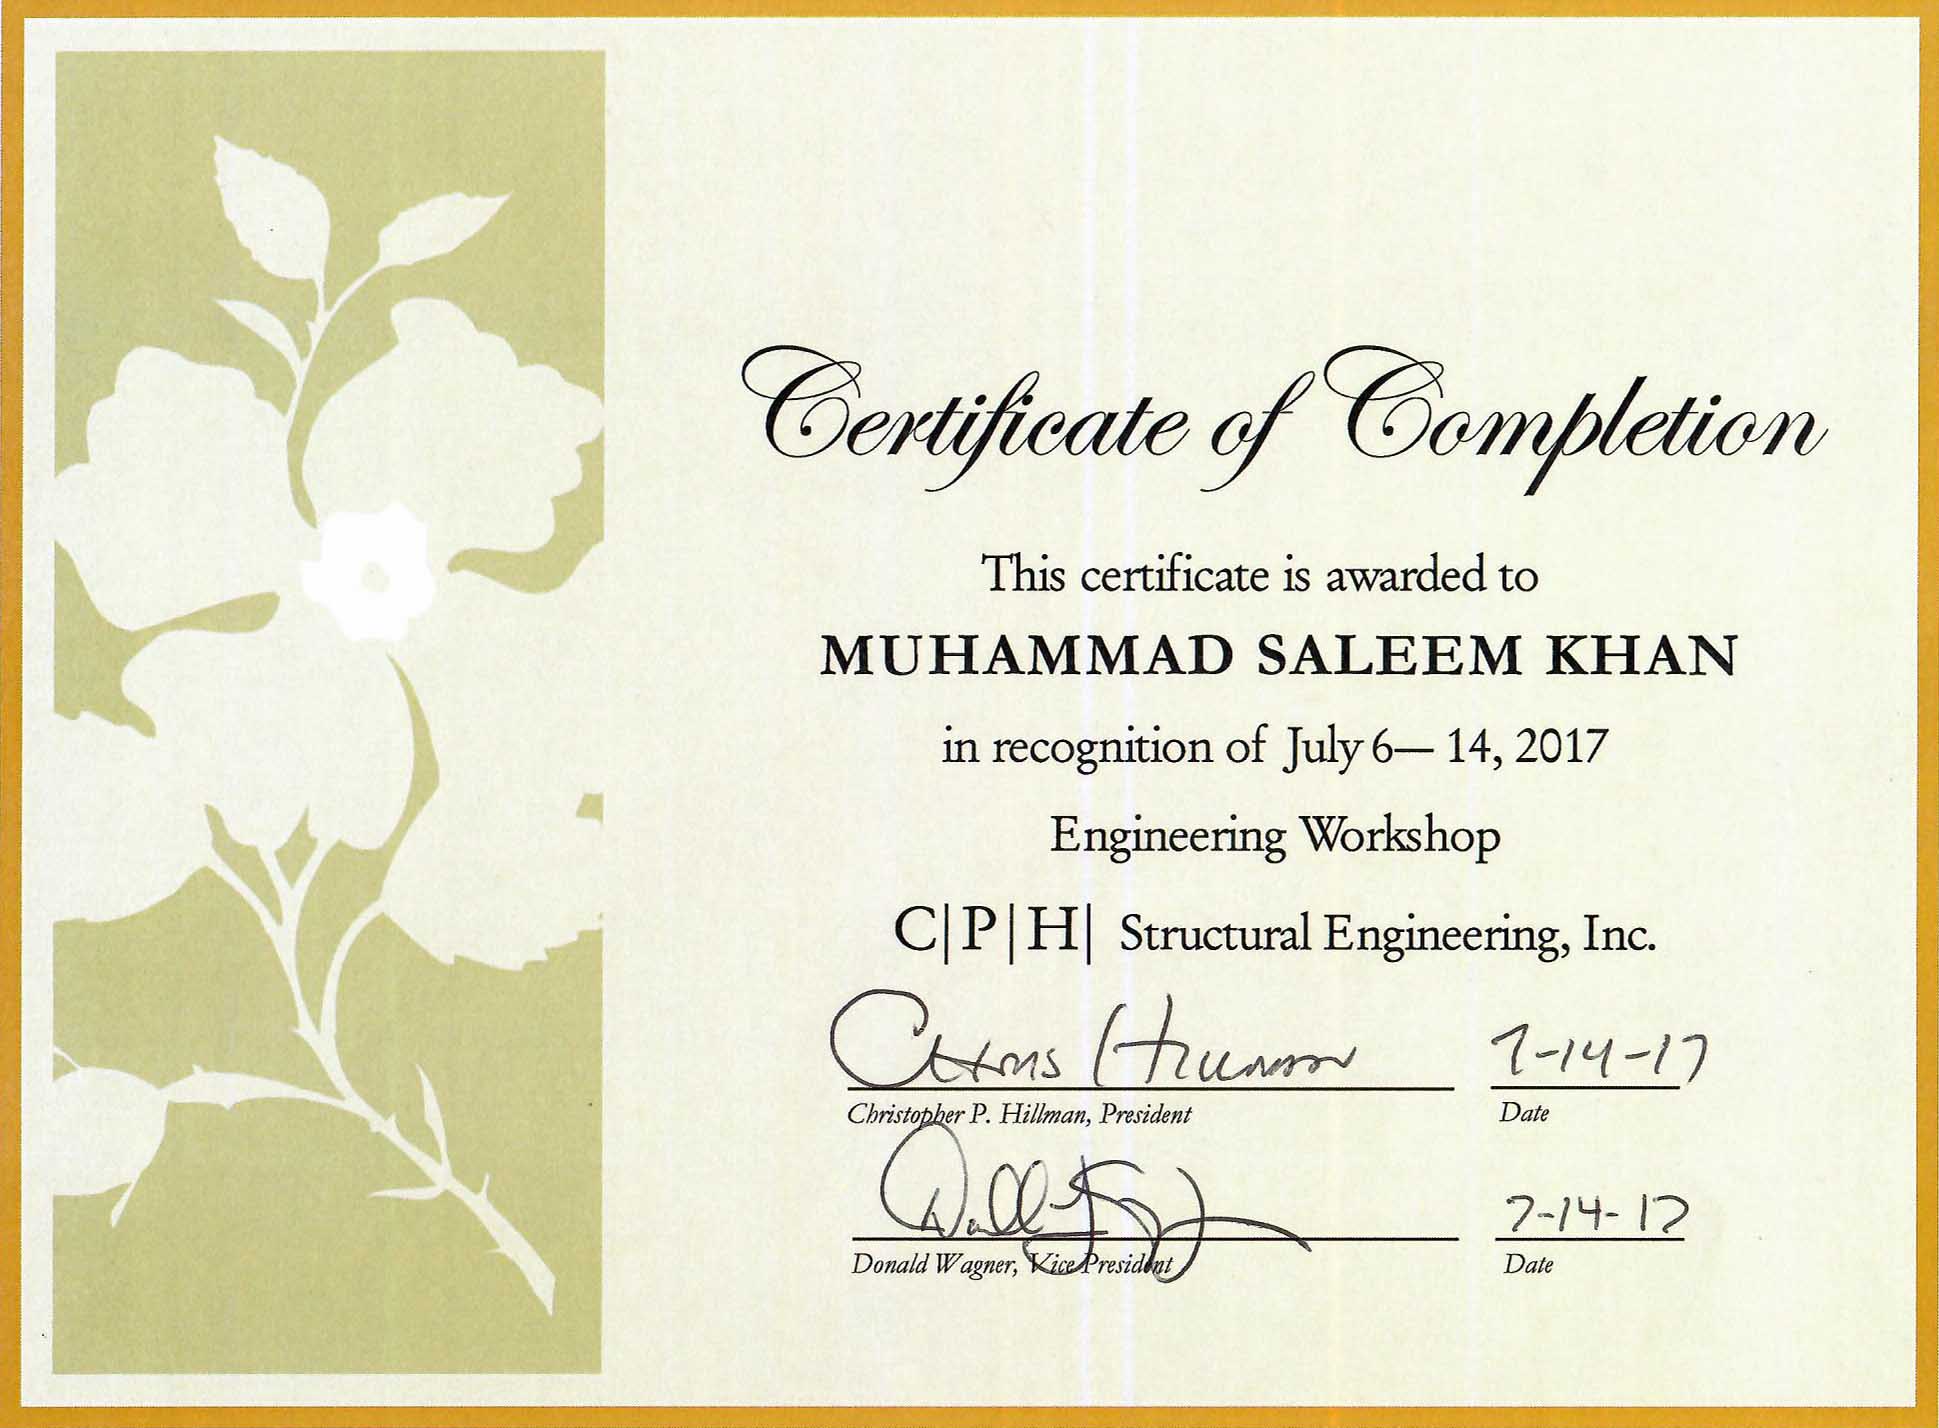 Certificate of Completion
This certificate is awarded to
MUHAMMAD SALEEM KHAN
in recognition of July 6— 14, 2017
Engineering Workshop
C|P|H| Structural Engineering, Inc.
Chris Hillman 7-14-17
Christopher P. Hillman, President Date
7-14-17
Donald Wagner, Vice President Date